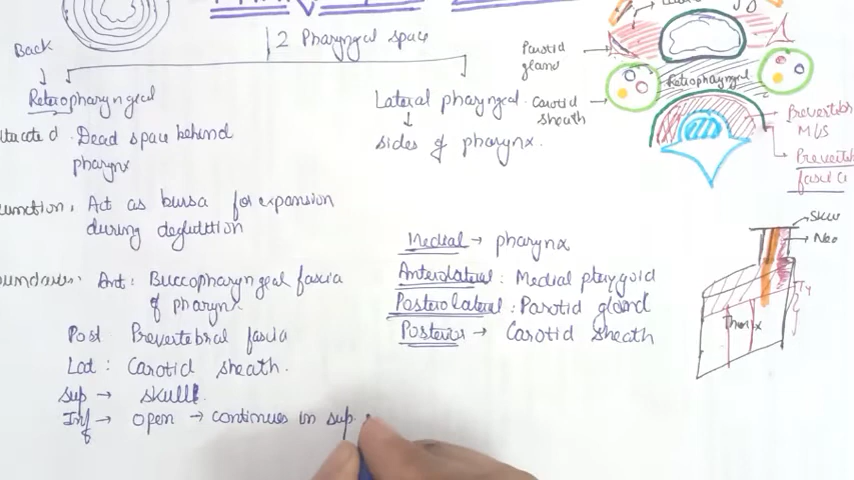 2 Pharyngeal space
Back
Retropharyngeal
Dead space behind
pharynx
Act as bursa for expansion
during deglutition
Ant: Buccopharyngeal fascia
of pharynx
Post Prevertebral fascia
Lat: Carotid sheath.
Sup → skull.
Inf → open → continues in sup.
Lateral pharyngeal.
sides of pharynx.
Medial → pharynx
Anterolateral: Medial pterygoid
Posterolateral: Parotid gland
Posterior → Carotid sheath
Parotid
gland
Carotid
sheath
Retropharyngeal
Preverteb
M/S
Preverteb
fascia
Skull
Nec
T4
Thorax